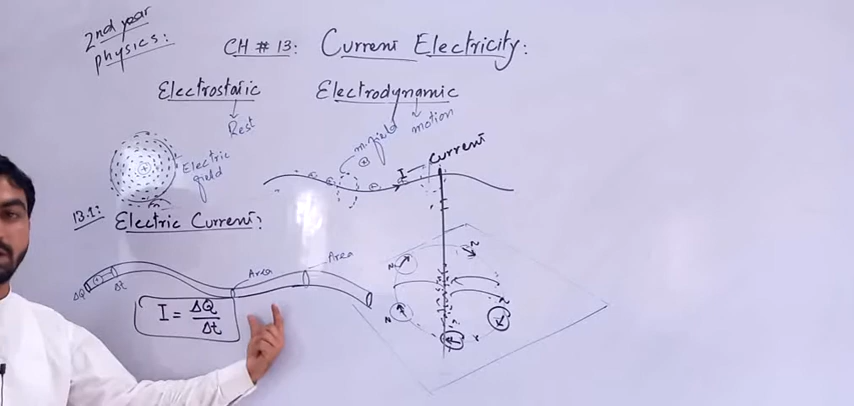 2nd year
physics:
CH # 13: Current Electricity:
Electrostatic
Electrodynamic
Rest
motion
m.field
Electric
field
I
current
13.1: Electric Current?
Area
Area
ΔQ
Δt
I = ΔQ/Δt
N
N